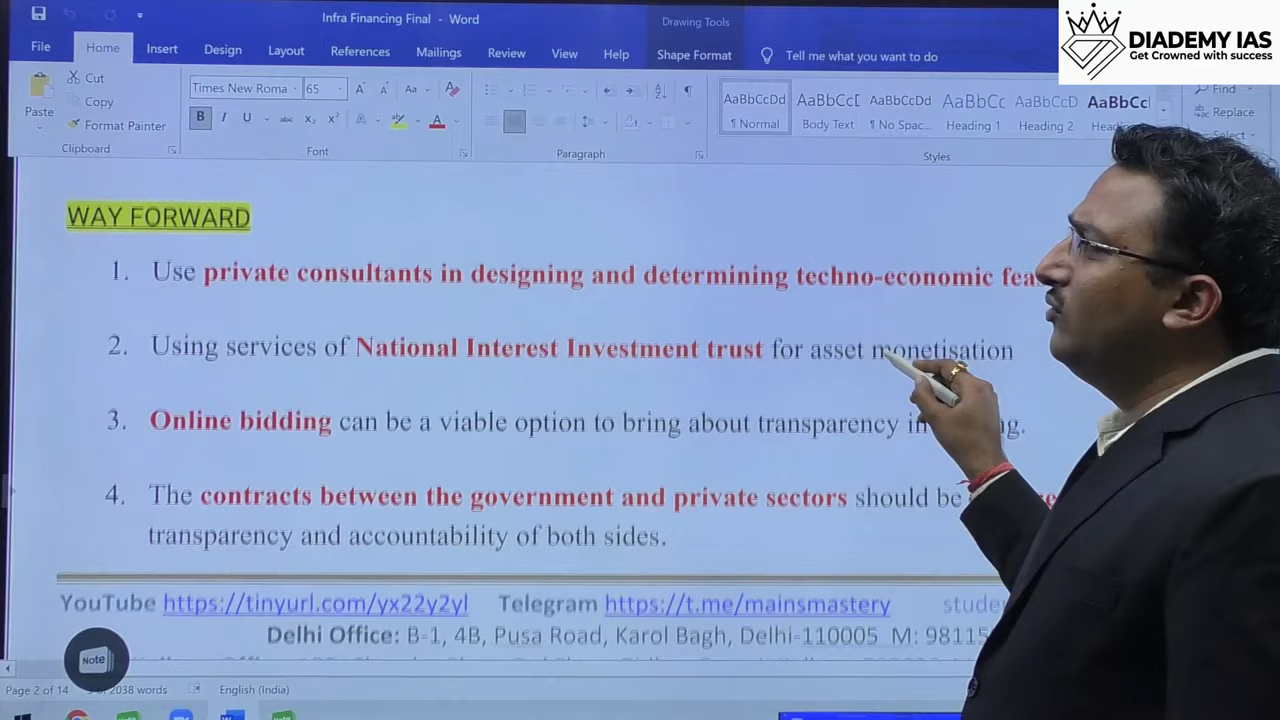 Infra Financing Final - Word
Drawing Tools
DIADEMY IAS
Get Crowned with success
File Home Insert Design Layout References Mailings Review View Help Shape Format Tell me what you want to do
Cut
Copy
Format Painter
Paste
Clipboard
Times New Roma 65
B I U abc X₂ X²
Font
Paragraph
AaBbCcDd AaBbCcD AaBbCcDd AaBbCc AaBbCcD AaBbCc
¶ Normal Body Text ¶ No Spac... Heading 1 Heading 2
Styles
Find
Replace
Select
WAY FORWARD
1. Use private consultants in designing and determining techno-economic
2. Using services of National Interest Investment trust for asset monetisation
3. Online bidding can be a viable option to bring about transparency
4. The contracts between the government and private sectors should be
transparency and accountability of both sides.
YouTube https://tinyurl.com/yx22y2yl Telegram https://t.me/mainsmastery
Delhi Office: B-1, 4B, Pusa Road, Karol Bagh, Delhi-110005 M: 98115
Note
Page 2 of 14 2038 words English (India)